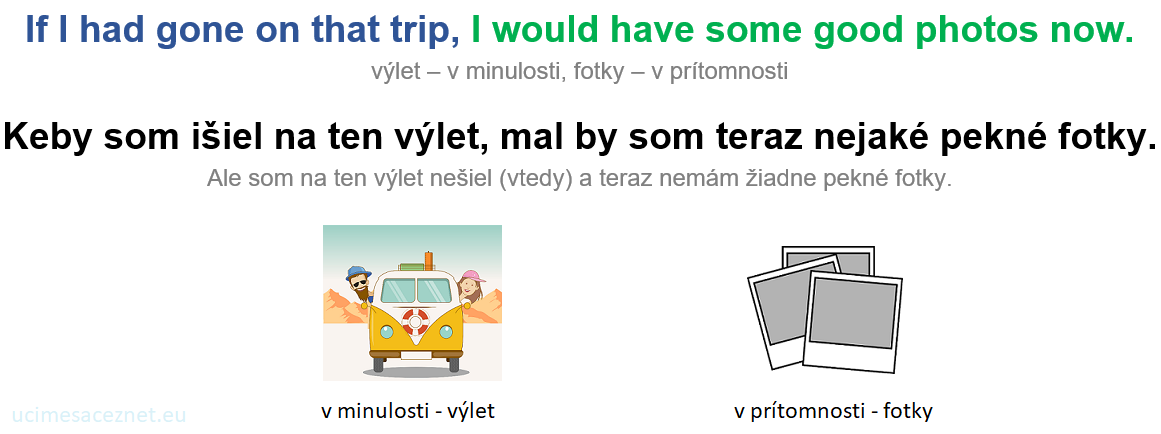 If I had gone on that trip, I would have some good photos now.
výlet – v minulosti, fotky – v prítomnosti
Keby som išiel na ten výlet, mal by som teraz nejaké pekné fotky.
Ale som na ten výlet nešiel (vtedy) a teraz nemám žiadne pekné fotky.
v minulosti - výlet
v prítomnosti - fotky
ucimesaceznet.eu